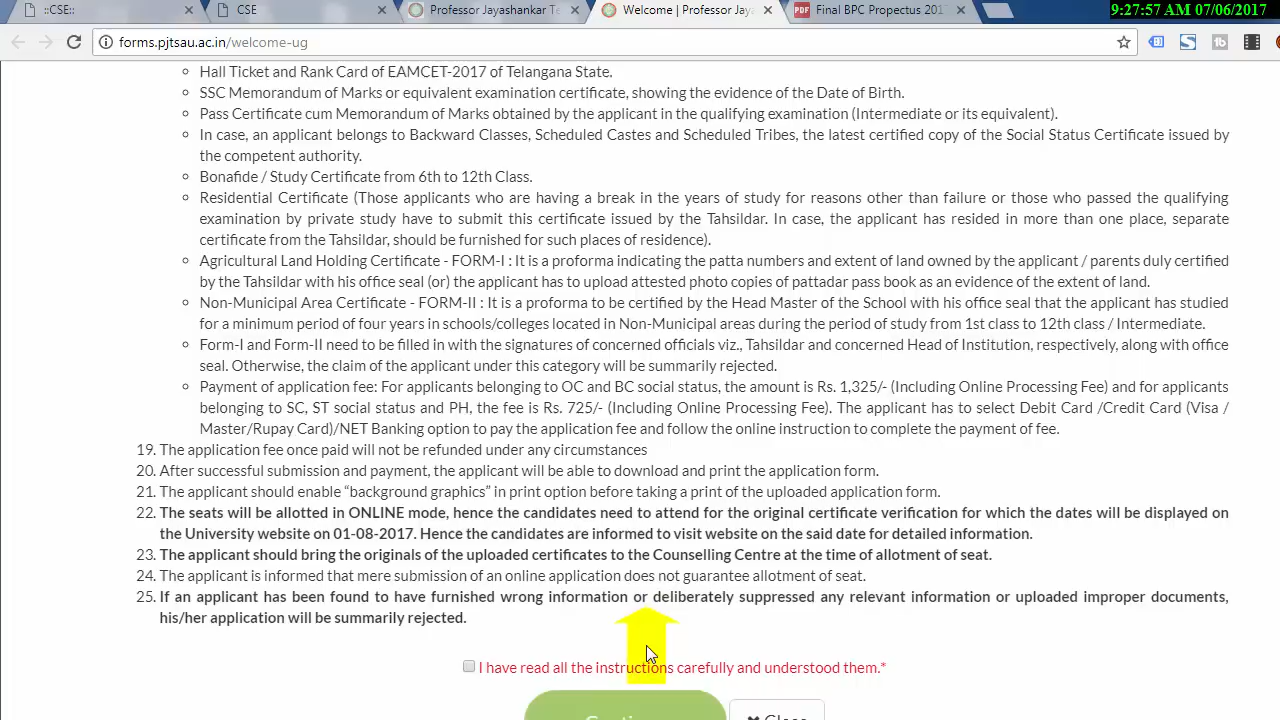 ::CSE::
CSE
Professor Jayashankar Te
Welcome | Professor Jaya
Final BPC Propectus 2017
9:27:57 AM 07/06/2017
forms.pjtsau.ac.in/welcome-ug
◦ Hall Ticket and Rank Card of EAMCET-2017 of Telangana State.
◦ SSC Memorandum of Marks or equivalent examination certificate, showing the evidence of the Date of Birth.
◦ Pass Certificate cum Memorandum of Marks obtained by the applicant in the qualifying examination (Intermediate or its equivalent).
◦ In case, an applicant belongs to Backward Classes, Scheduled Castes and Scheduled Tribes, the latest certified copy of the Social Status Certificate issued by
the competent authority.
◦ Bonafide / Study Certificate from 6th to 12th Class.
◦ Residential Certificate (Those applicants who are having a break in the years of study for reasons other than failure or those who passed the qualifying
examination by private study have to submit this certificate issued by the Tahsildar. In case, the applicant has resided in more than one place, separate
certificate from the Tahsildar, should be furnished for such places of residence).
◦ Agricultural Land Holding Certificate - FORM-I : It is a proforma indicating the patta numbers and extent of land owned by the applicant / parents duly certified
by the Tahsildar with his office seal (or) the applicant has to upload attested photo copies of pattadar pass book as an evidence of the extent of land.
◦ Non-Municipal Area Certificate - FORM-II : It is a proforma to be certified by the Head Master of the School with his office seal that the applicant has studied
for a minimum period of four years in schools/colleges located in Non-Municipal areas during the period of study from 1st class to 12th class / Intermediate.
◦ Form-I and Form-II need to be filled in with the signatures of concerned officials viz., Tahsildar and concerned Head of Institution, respectively, along with office
seal. Otherwise, the claim of the applicant under this category will be summarily rejected.
◦ Payment of application fee: For applicants belonging to OC and BC social status, the amount is Rs. 1,325/- (Including Online Processing Fee) and for applicants
belonging to SC, ST social status and PH, the fee is Rs. 725/- (Including Online Processing Fee). The applicant has to select Debit Card /Credit Card (Visa /
Master/Rupay Card)/NET Banking option to pay the application fee and follow the online instruction to complete the payment of fee.
19. The application fee once paid will not be refunded under any circumstances
20. After successful submission and payment, the applicant will be able to download and print the application form.
21. The applicant should enable “background graphics” in print option before taking a print of the uploaded application form.
22. The seats will be allotted in ONLINE mode, hence the candidates need to attend for the original certificate verification for which the dates will be displayed on
the University website on 01-08-2017. Hence the candidates are informed to visit website on the said date for detailed information.
23. The applicant should bring the originals of the uploaded certificates to the Counselling Centre at the time of allotment of seat.
24. The applicant is informed that mere submission of an online application does not guarantee allotment of seat.
25. If an applicant has been found to have furnished wrong information or deliberately suppressed any relevant information or uploaded improper documents,
his/her application will be summarily rejected.
I have read all the instructions carefully and understood them.*
Close